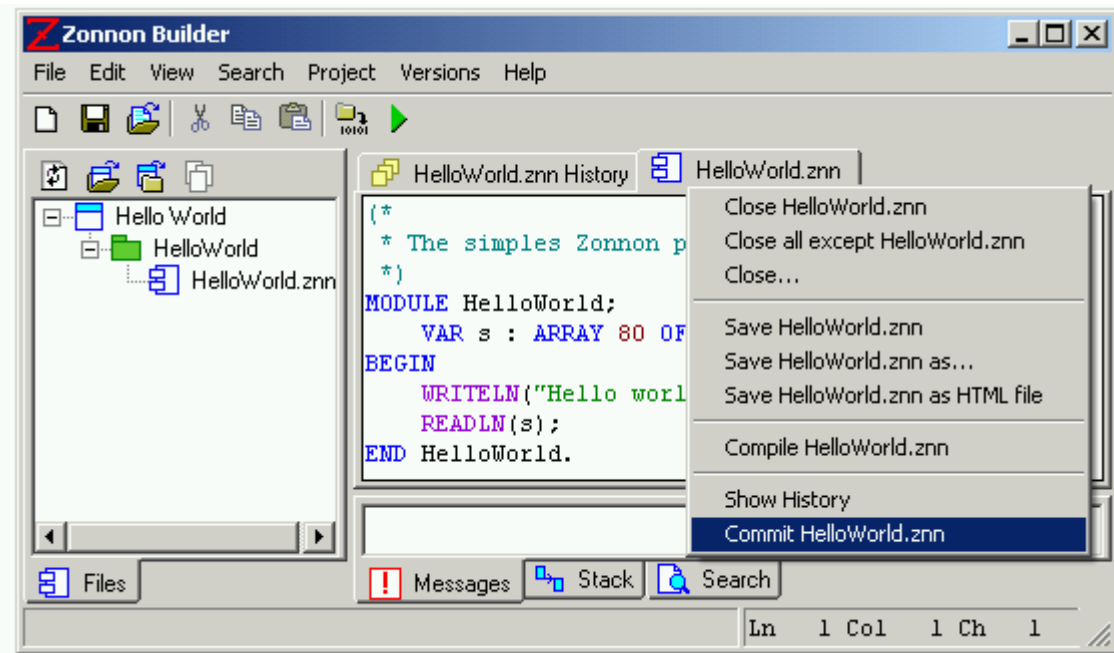 Zonnon Builder
File Edit View Search Project Versions Help
HelloWorld.znn History HelloWorld.znn
Hello World
HelloWorld
HelloWorld.znn
(*
* The simples Zonnon p
*)
MODULE HelloWorld;
VAR s : ARRAY 80 OF
BEGIN
WRITELN("Hello worl
READLN(s);
END HelloWorld.
Close HelloWorld.znn
Close all except HelloWorld.znn
Close...
Save HelloWorld.znn
Save HelloWorld.znn as...
Save HelloWorld.znn as HTML file
Compile HelloWorld.znn
Show History
Commit HelloWorld.znn
Files
Messages Stack Search
Ln 1 Col 1 Ch 1